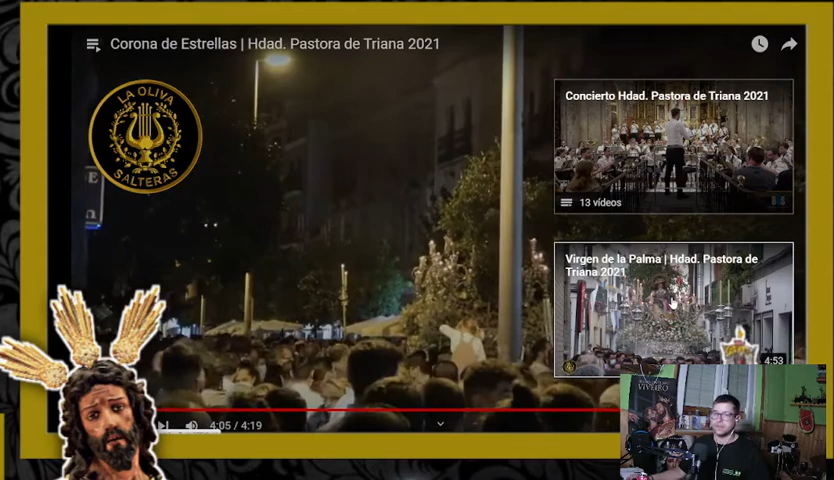 Corona de Estrellas | Hdad. Pastora de Triana 2021
LA OLIVA
SALTERAS
Concierto Hdad. Pastora de Triana 2021
13 vídeos
Virgen de la Palma | Hdad. Pastora de
Triana 2021
4:53
4:05 / 4:19
VIVEIRO